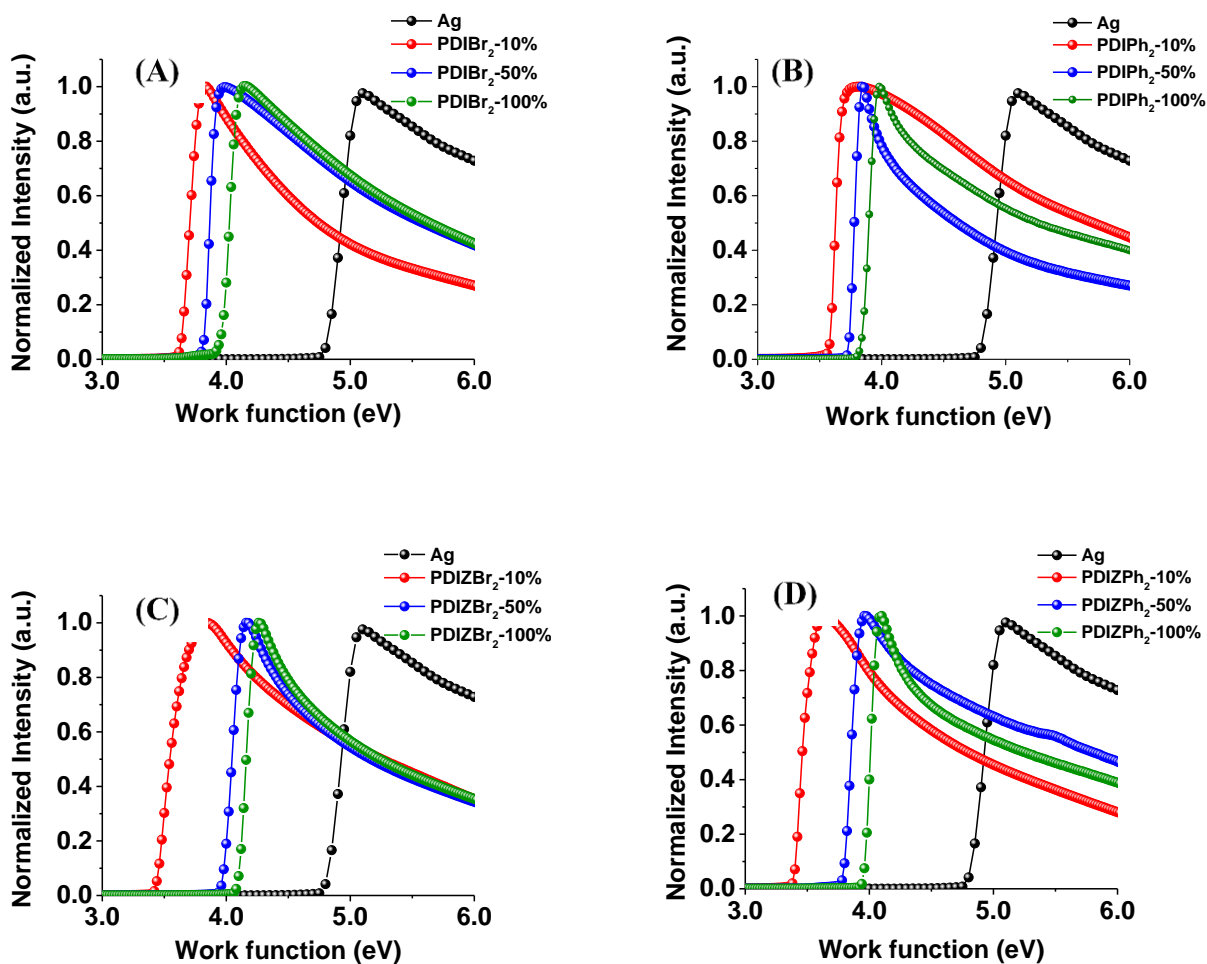 Ag
PDIBr₂-10%
PDIBr₂-50%
PDIBr₂-100%
(A)
Normalized Intensity (a.u.)
1.0
0.8
0.6
0.4
0.2
0.0
3.0 4.0 5.0 6.0
Work function (eV)
Ag
PDIPh₂-10%
PDIPh₂-50%
PDIPh₂-100%
(B)
Normalized Intensity (a.u.)
1.0
0.8
0.6
0.4
0.2
0.0
3.0 4.0 5.0 6.0
Work function (eV)
Ag
PDIZBr₂-10%
PDIZBr₂-50%
PDIZBr₂-100%
(C)
Normalized Intensity (a.u.)
1.0
0.8
0.6
0.4
0.2
0.0
3.0 4.0 5.0 6.0
Work function (eV)
Ag
PDIZPh₂-10%
PDIZPh₂-50%
PDIZPh₂-100%
(D)
Normalized Intensity (a.u.)
1.0
0.8
0.6
0.4
0.2
0.0
3.0 4.0 5.0 6.0
Work function (eV)